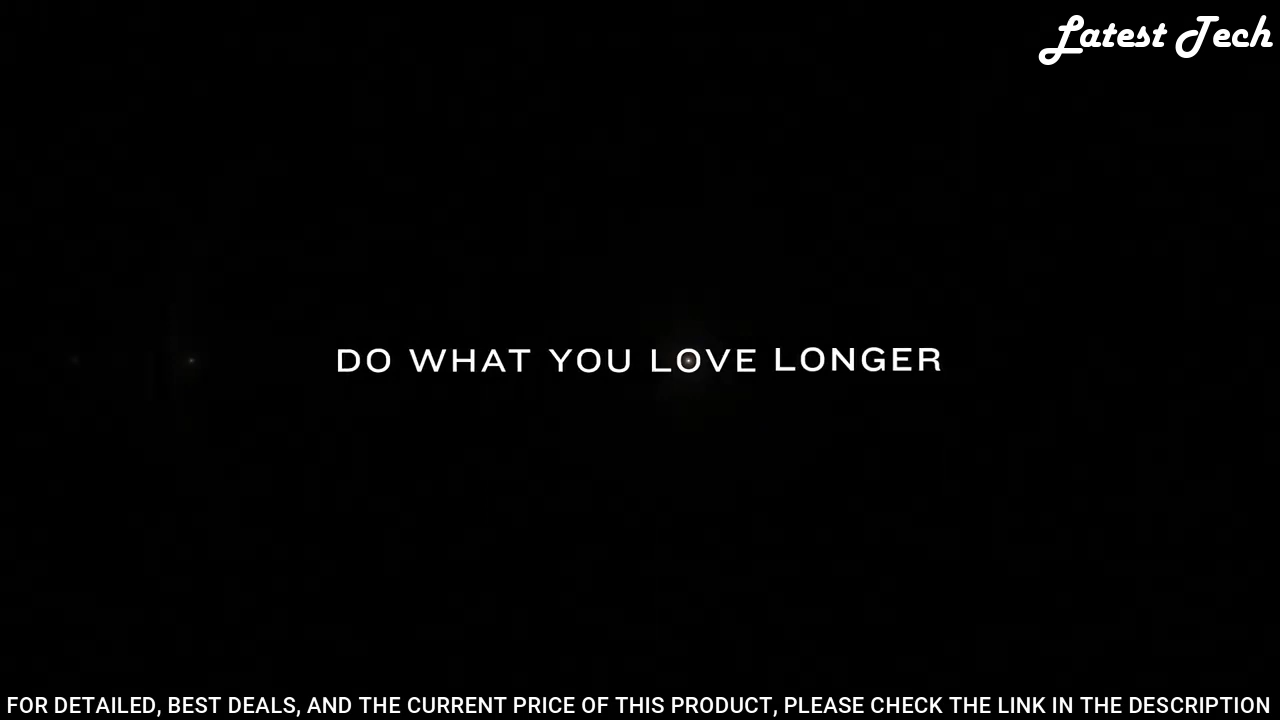 Latest Tech
DO WHAT YOU LOVE LONGER
FOR DETAILED, BEST DEALS, AND THE CURRENT PRICE OF THIS PRODUCT, PLEASE CHECK THE LINK IN THE DESCRIPTION